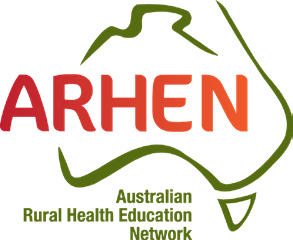 ARHEN
Australian
Rural Health Education
Network